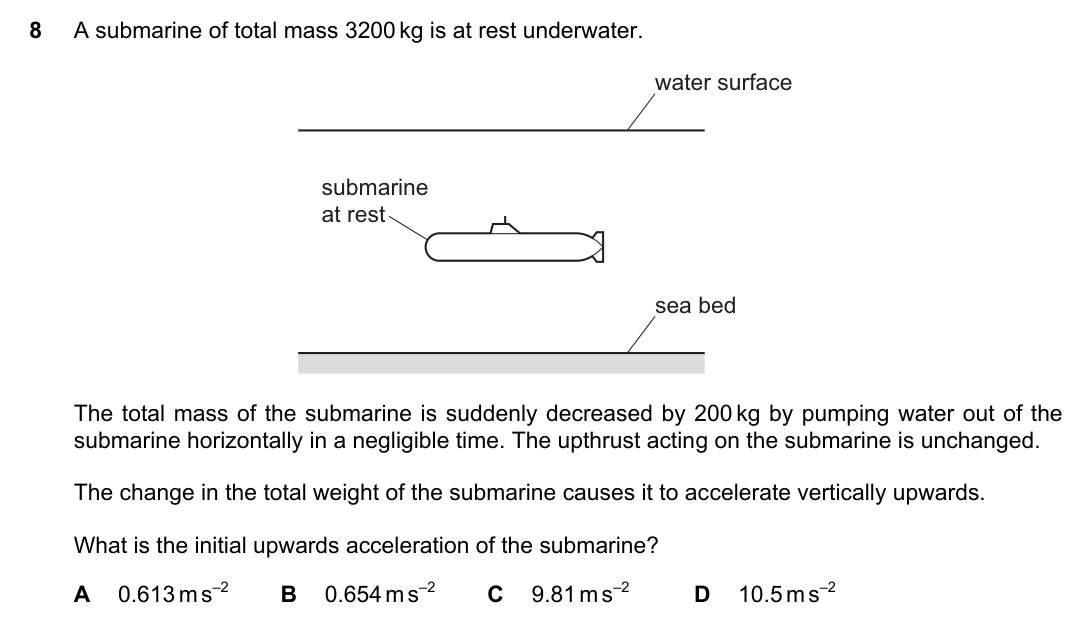 8 A submarine of total mass 3200 kg is at rest underwater.
water surface
submarine
at rest
sea bed
The total mass of the submarine is suddenly decreased by 200 kg by pumping water out of the
submarine horizontally in a negligible time. The upthrust acting on the submarine is unchanged.
The change in the total weight of the submarine causes it to accelerate vertically upwards.
What is the initial upwards acceleration of the submarine?
A 0.613 m s⁻² B 0.654 m s⁻² C 9.81 m s⁻² D 10.5 m s⁻²